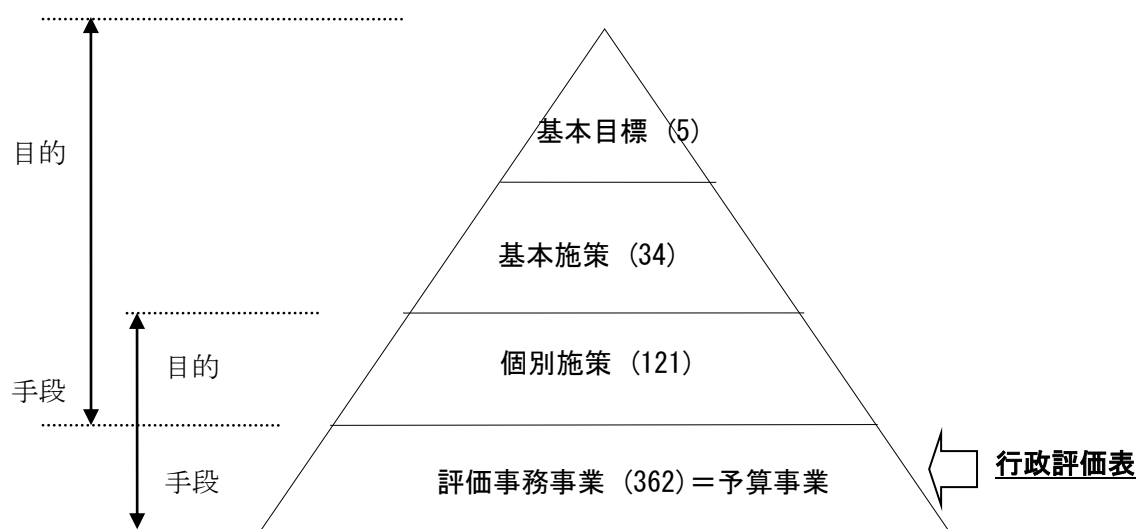 基本目標 (5)
目的
基本施策 (34)
個別施策 (121)
目的
手段
行政評価表
手段
評価事務事業 (362)＝予算事業